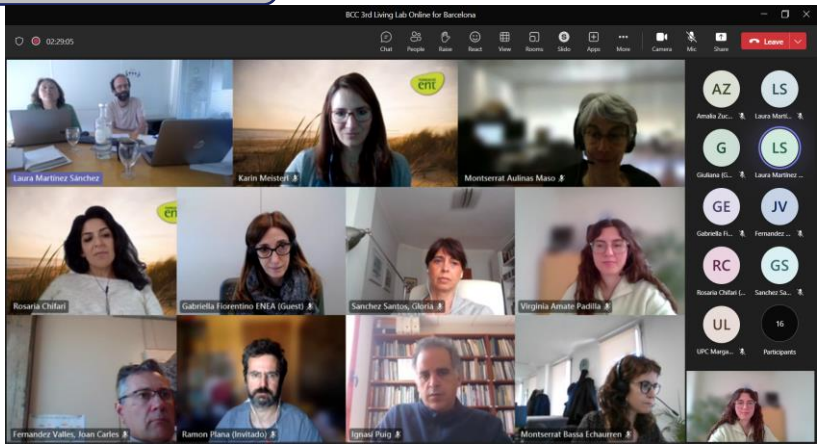 BCC 3rd Living Lab Online for Barcelona
02:29:05
Chat
People
Raise
React
View
Rooms
Slido
Apps
More
Camera
Mic
Share
Leave
ent
Laura Martínez Sánchez
Karin Meisterl
Montserrat Aulinas Maso
en
Rosaria Chifari
Gabriella Fiorentino ENEA (Guest)
Sanchez Santos, Gloria
Virginia Amate Padilla
Fernandez Valles, Joan Carles
Ramon Plana (Invitado)
Ignasi Puig
Montserrat Bassa Echaurren
AZ
LS
Amalia Zuc...
Laura Martí...
G
LS
Giuliana (G...
Laura Martínez ...
GE
JV
Gabriella Fi...
Fernandez ...
RC
GS
Rosaria Chifari (...
Sanchez Sa...
UL
16
UPC Marga...
Participants